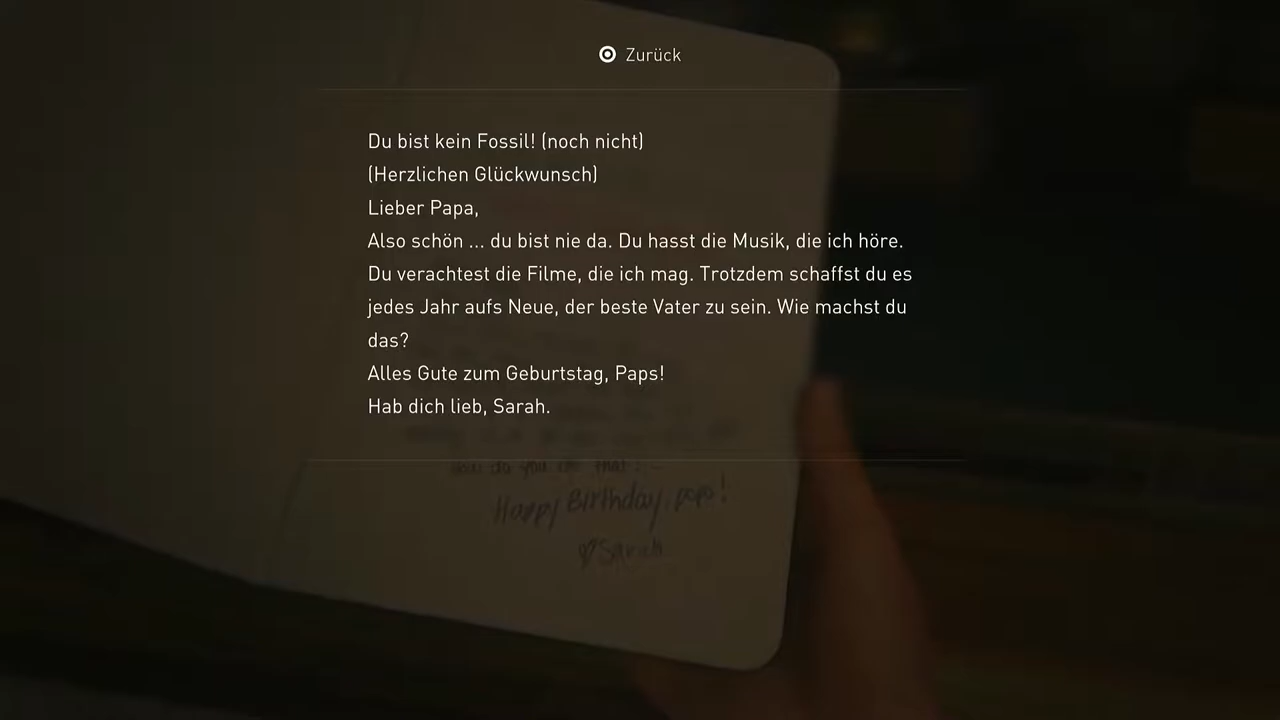 Zurück
Du bist kein Fossil! (noch nicht)
(Herzlichen Glückwunsch)
Lieber Papa,
Also schön ... du bist nie da. Du hasst die Musik, die ich höre.
Du verachtest die Filme, die ich mag. Trotzdem schaffst du es
jedes Jahr aufs Neue, der beste Vater zu sein. Wie machst du
das?
Alles Gute zum Geburtstag, Paps!
Hab dich lieb, Sarah.
do you that
Happy Birthday, papa!
Sarah